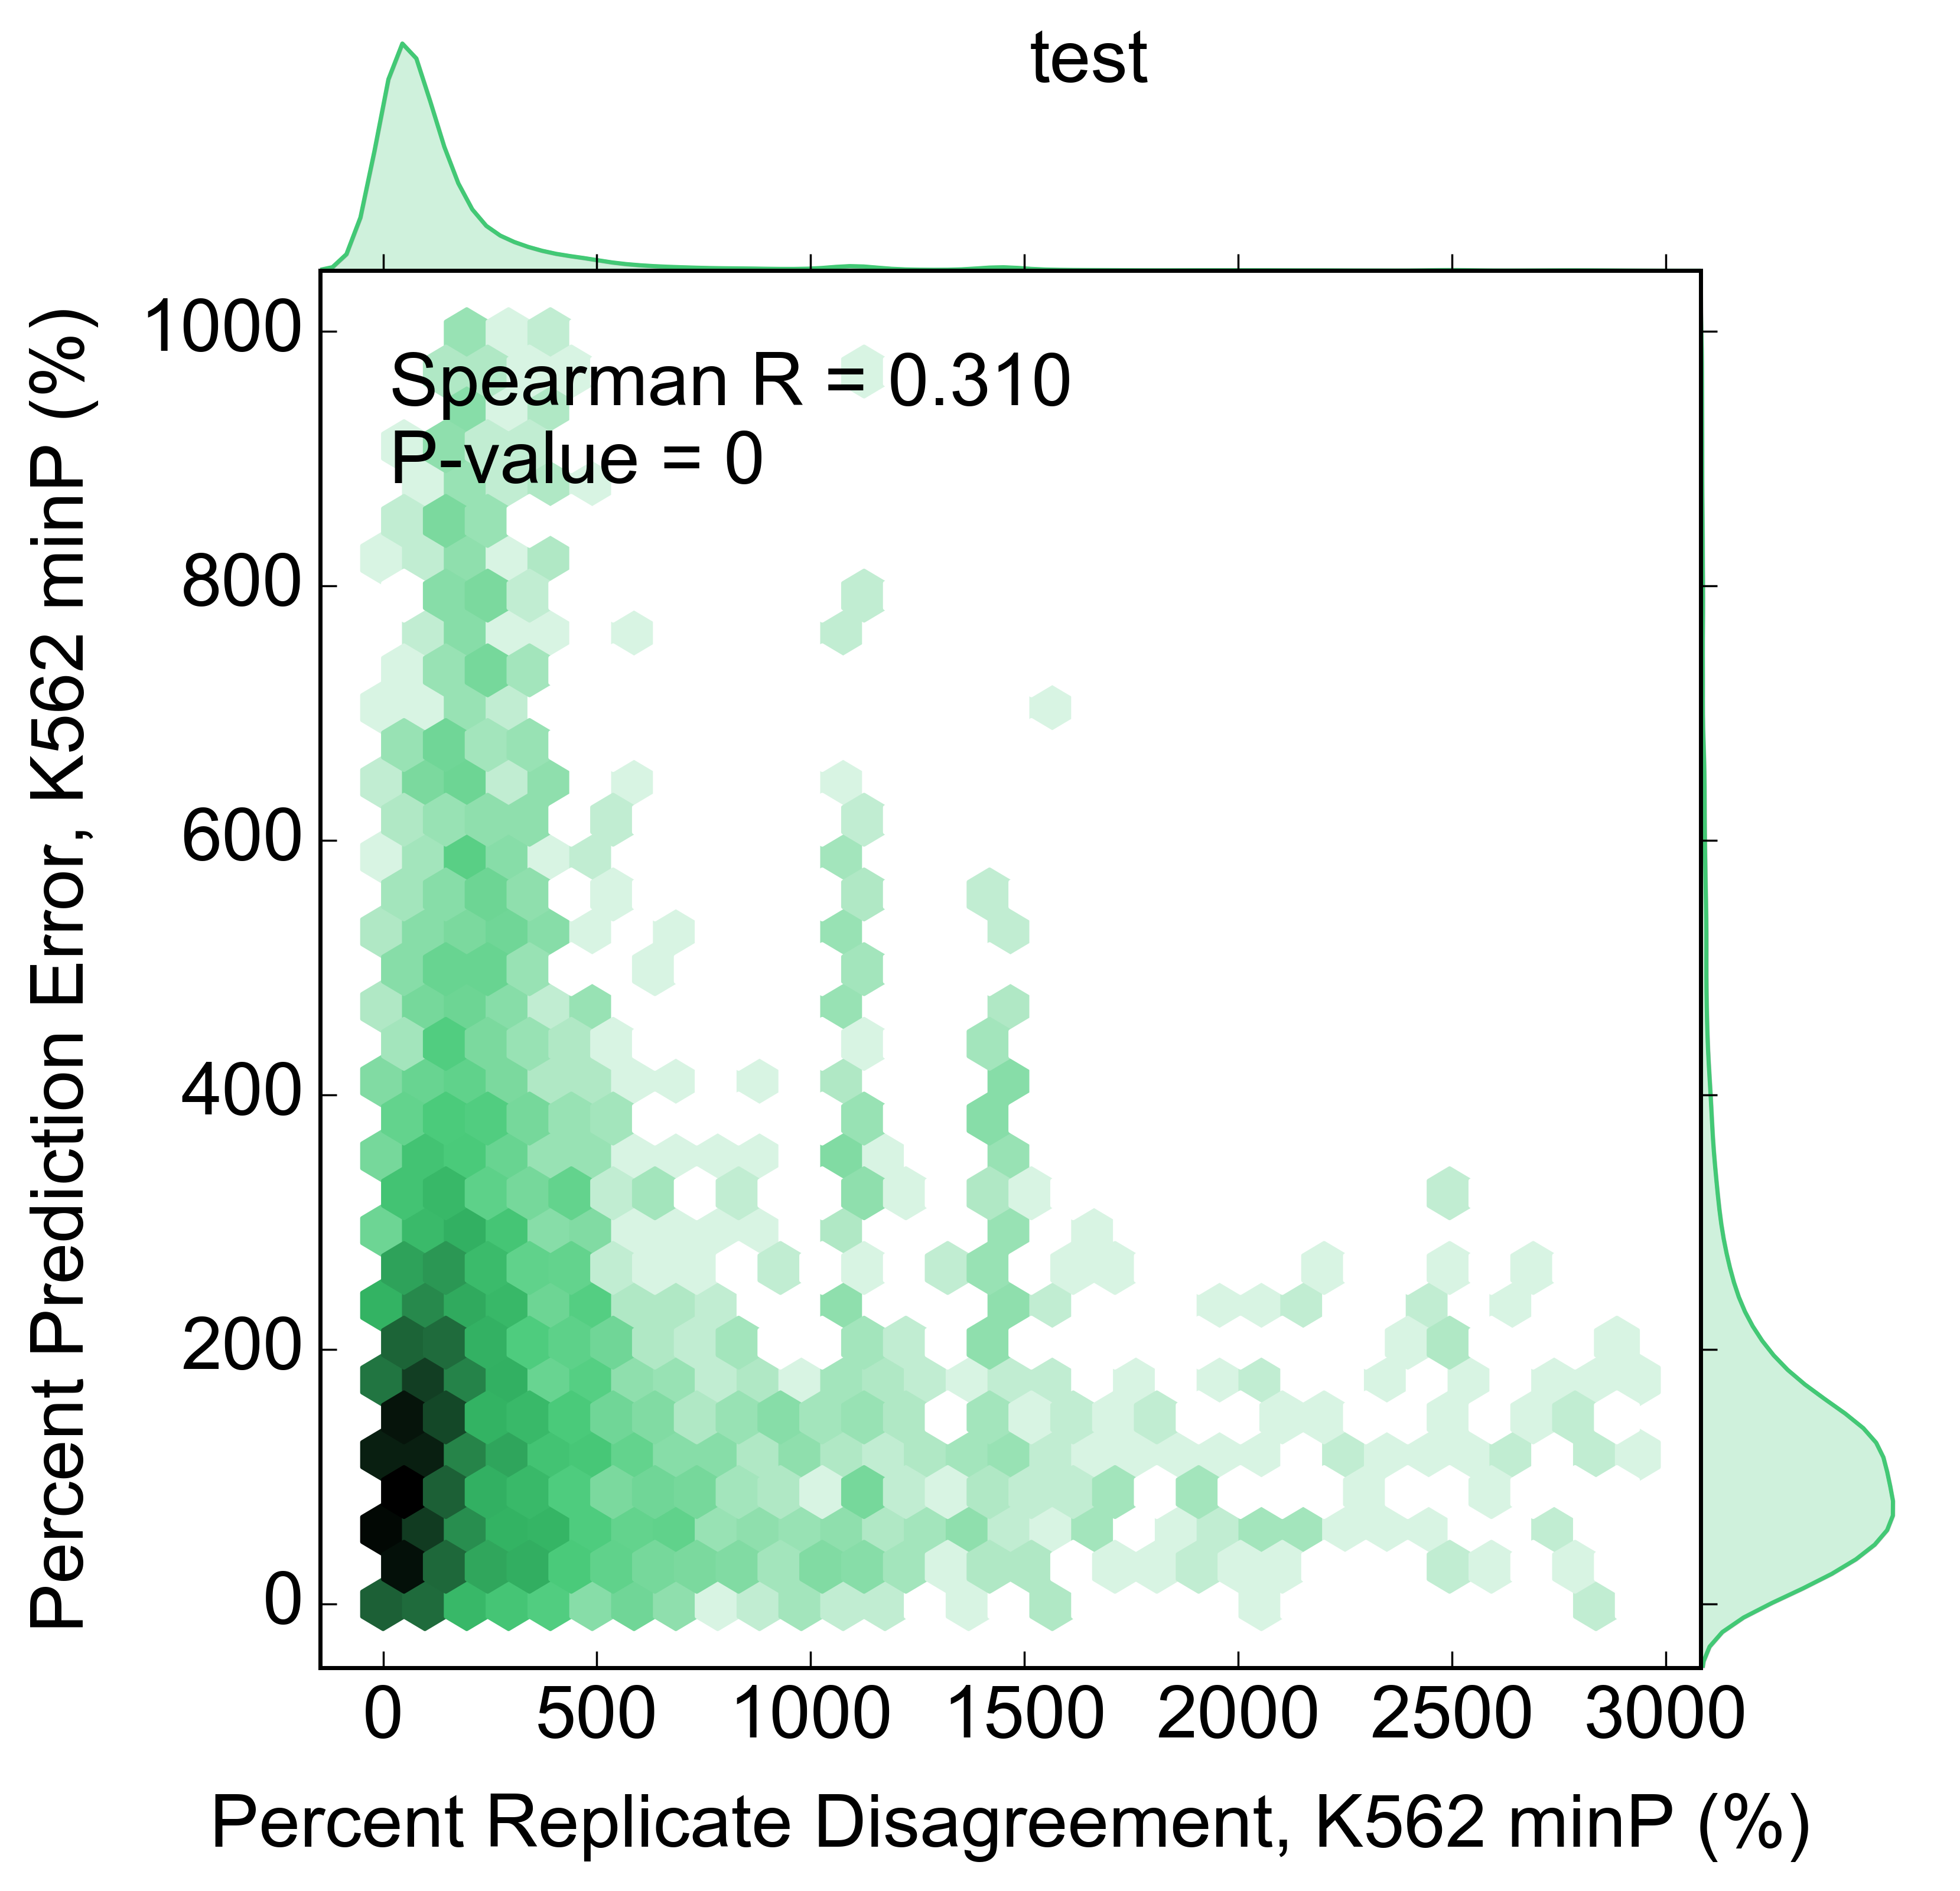 test
Spearman R = 0.310
P-value = 0
Percent Prediction Error, K562 minP (%)
1000
800
600
400
200
0
0 500 1000 1500 2000 2500 3000
Percent Replicate Disagreement, K562 minP (%)